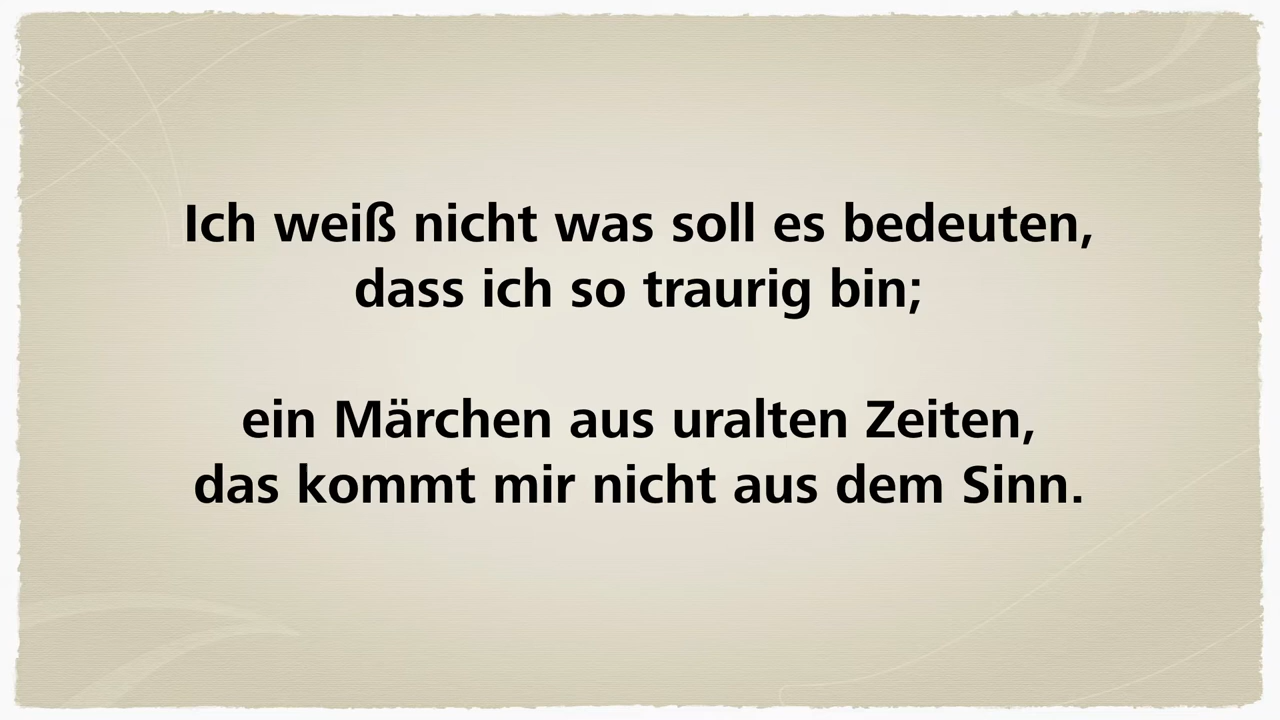 Ich weiß nicht was soll es bedeuten,
dass ich so traurig bin;
ein Märchen aus uralten Zeiten,
das kommt mir nicht aus dem Sinn.